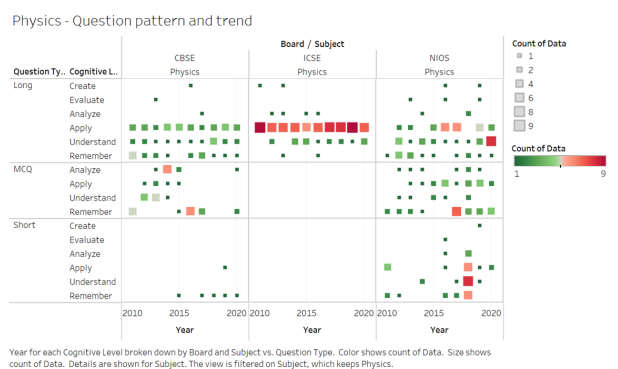 Physics - Question pattern and trend
Board / Subject
CBSE ICSE NIOS
Question Ty.. Cognitive L.. Physics Physics Physics
Long Create
Evaluate
Analyze
Apply
Understand
Remember
MCQ Analyze
Apply
Understand
Remember
Short Create
Evaluate
Analyze
Apply
Understand
Remember
2010 2015 2020 2010 2015 2020 2010 2015 2020
Year Year Year
Count of Data
1
2
4
6
8
9
Count of Data
1 9
Year for each Cognitive Level broken down by Board and Subject vs. Question Type. Color shows count of Data. Size shows
count of Data. Details are shown for Subject. The view is filtered on Subject, which keeps Physics.